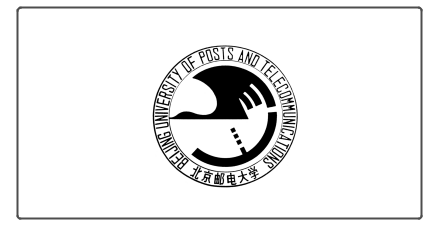 BEIJING UNIVERSITY OF POSTS AND TELECOMMUNICATIONS
北京邮电大学